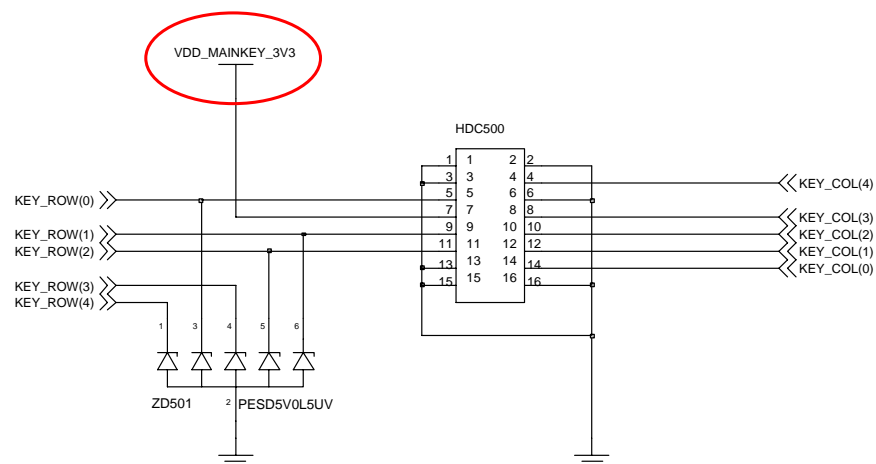 VDD_MAINKEY_3V3
HDC500
1 1 2 2
3 3 4 4 KEY_COL(4)
KEY_ROW(0) 5 5 6 6
7 7 8 8 KEY_COL(3)
KEY_ROW(1) 9 9 10 10 KEY_COL(2)
KEY_ROW(2) 11 11 12 12 KEY_COL(1)
13 13 14 14 KEY_COL(0)
KEY_ROW(3) 15 15 16 16
KEY_ROW(4)
1 3 4 5 6
ZD501 2 PESD5V0L5UV